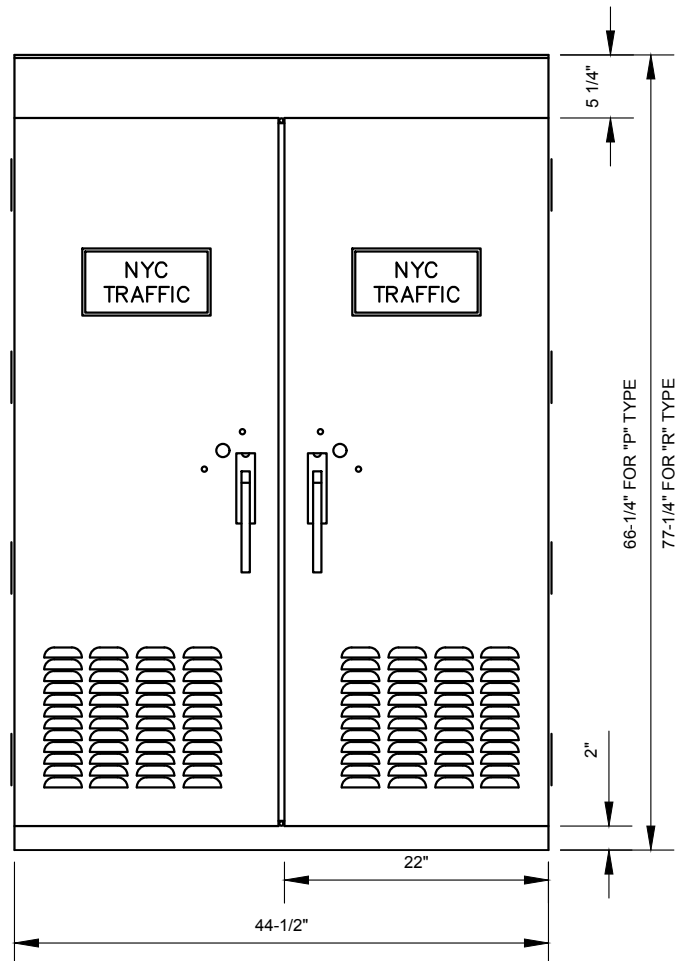 5 1/4"
NYC
TRAFFIC
NYC
TRAFFIC
66-1/4" FOR "P" TYPE
77-1/4" FOR "R" TYPE
2"
22"
44-1/2"